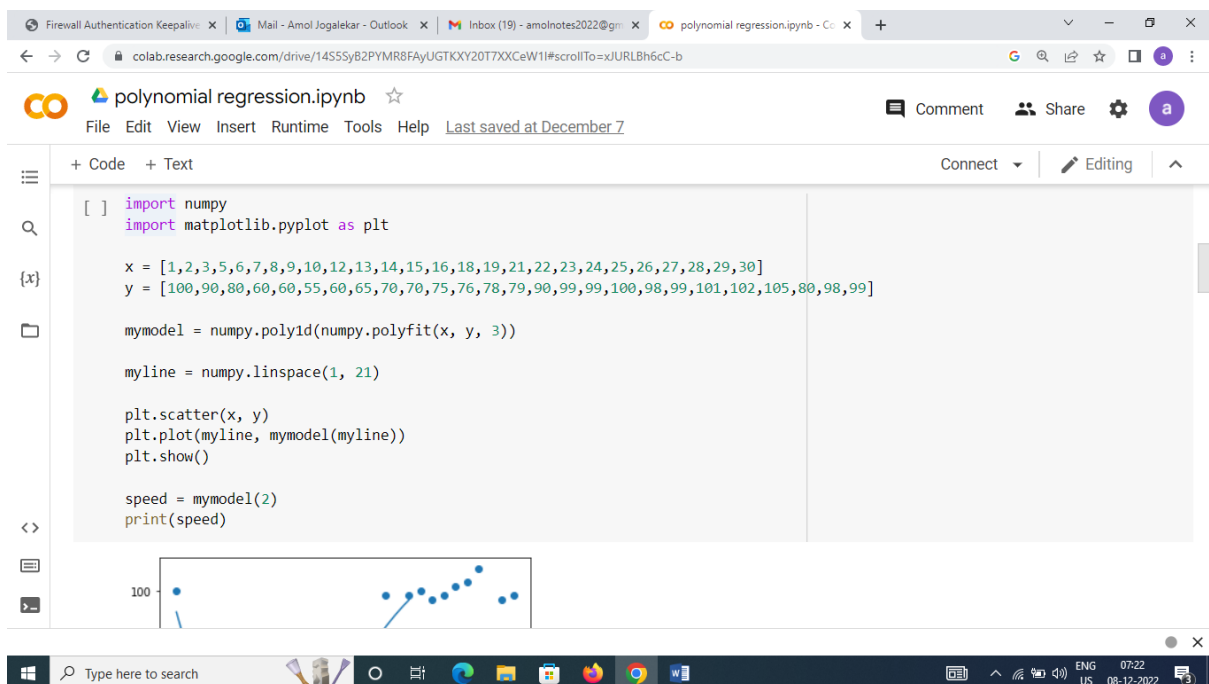 Firewall Authentication Keepalive
Mail - Amol Jogalekar - Outlook
Inbox (19) - amolnotes2022@gm
polynomial regression.ipynb - Co
colab.research.google.com/drive/14S5SyB2PYMR8FAyUGTKXY20T7XXCeW1I#scrollTo=xJURLBh6cC-b
G
a
CO
polynomial regression.ipynb
Comment
Share
a
File Edit View Insert Runtime Tools Help Last saved at December 7
+ Code + Text
Connect
Editing
[ ]
import numpy
import matplotlib.pyplot as plt
{x}
x = [1,2,3,5,6,7,8,9,10,12,13,14,15,16,18,19,21,22,23,24,25,26,27,28,29,30]
y = [100,90,80,60,60,55,60,65,70,70,75,76,78,79,90,99,99,100,98,99,101,102,105,80,98,99]
mymodel = numpy.poly1d(numpy.polyfit(x, y, 3))
myline = numpy.linspace(1, 21)
plt.scatter(x, y)
plt.plot(myline, mymodel(myline))
plt.show()
speed = mymodel(2)
print(speed)
<>
100
Type here to search
W
ENG
US
07:22
08-12-2022
3